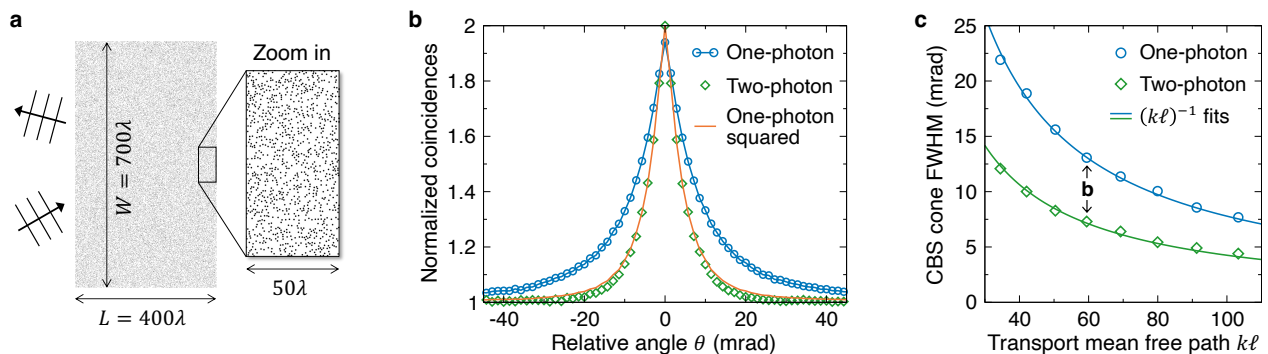 a
Zoom in
W = 700λ
50λ
L = 400λ
b
Normalized coincidences
2
1.8
1.6
1.4
1.2
1
-40
-20
0
20
40
Relative angle θ (mrad)
One-photon
Two-photon
One-photon
squared
c
CBS cone FWHM (mrad)
25
20
15
10
5
0
40
60
80
100
Transport mean free path kℓ
One-photon
Two-photon
(kℓ)⁻¹ fits
b